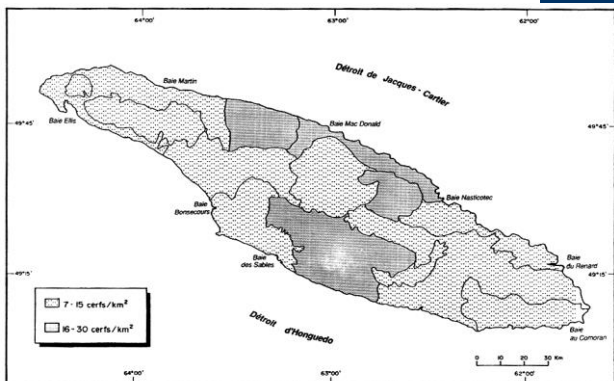 64°00'
63°00'
62°00'
Détroit de Jacques-Cartier
Baie Martin
49°45'
Baie Ellis
Baie Mac Donald
49°45'
Baie Nasticotec
Baie
Bonsecours
Baie
des Sables
Baie
du Renard
49°15'
49°15'
7-15 cerfs/km²
16-30 cerfs/km²
Détroit d'Honguedo
Baie
au Cormoran
0 10 20 30 Km
64°00'
63°00'
62°00'